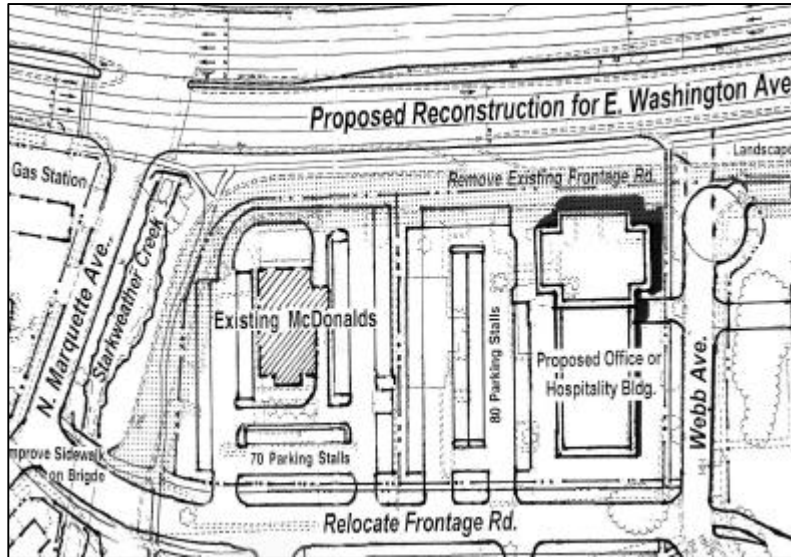 Proposed Reconstruction for E. Washington Ave
Landscape
Gas Station
Remove Existing Frontage Rd.
N. Marquette Ave.
Starkweather Creek
Existing McDonalds
80 Parking Stalls
Proposed Office or
Hospitality Bldg.
Webb Ave.
mprove Sidewalk
on Brigde
70 Parking Stalls
Relocate Frontage Rd.